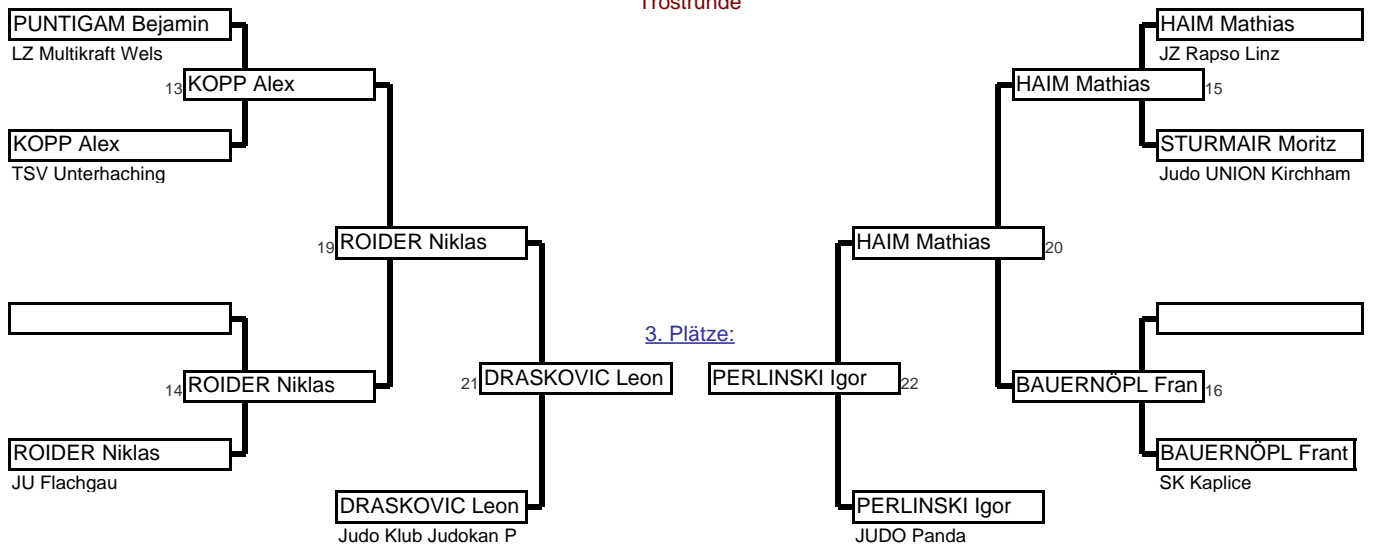 Trostrunde
PUNTIGAM Bejamin
LZ Multikraft Wels
13 KOPP Alex
KOPP Alex
TSV Unterhaching
19 ROIDER Niklas
14 ROIDER Niklas
ROIDER Niklas
JU Flachgau
21 DRASKOVIC Leon
DRASKOVIC Leon
Judo Klub Judokan P
3. Plätze:
HAIM Mathias
JZ Rapso Linz
HAIM Mathias 15
STURMAIR Moritz
Judo UNION Kirchham
HAIM Mathias 20
PERLINSKI Igor 22
BAUERNÖPL Fran 16
BAUERNÖPL Frant
SK Kaplice
PERLINSKI Igor
JUDO Panda